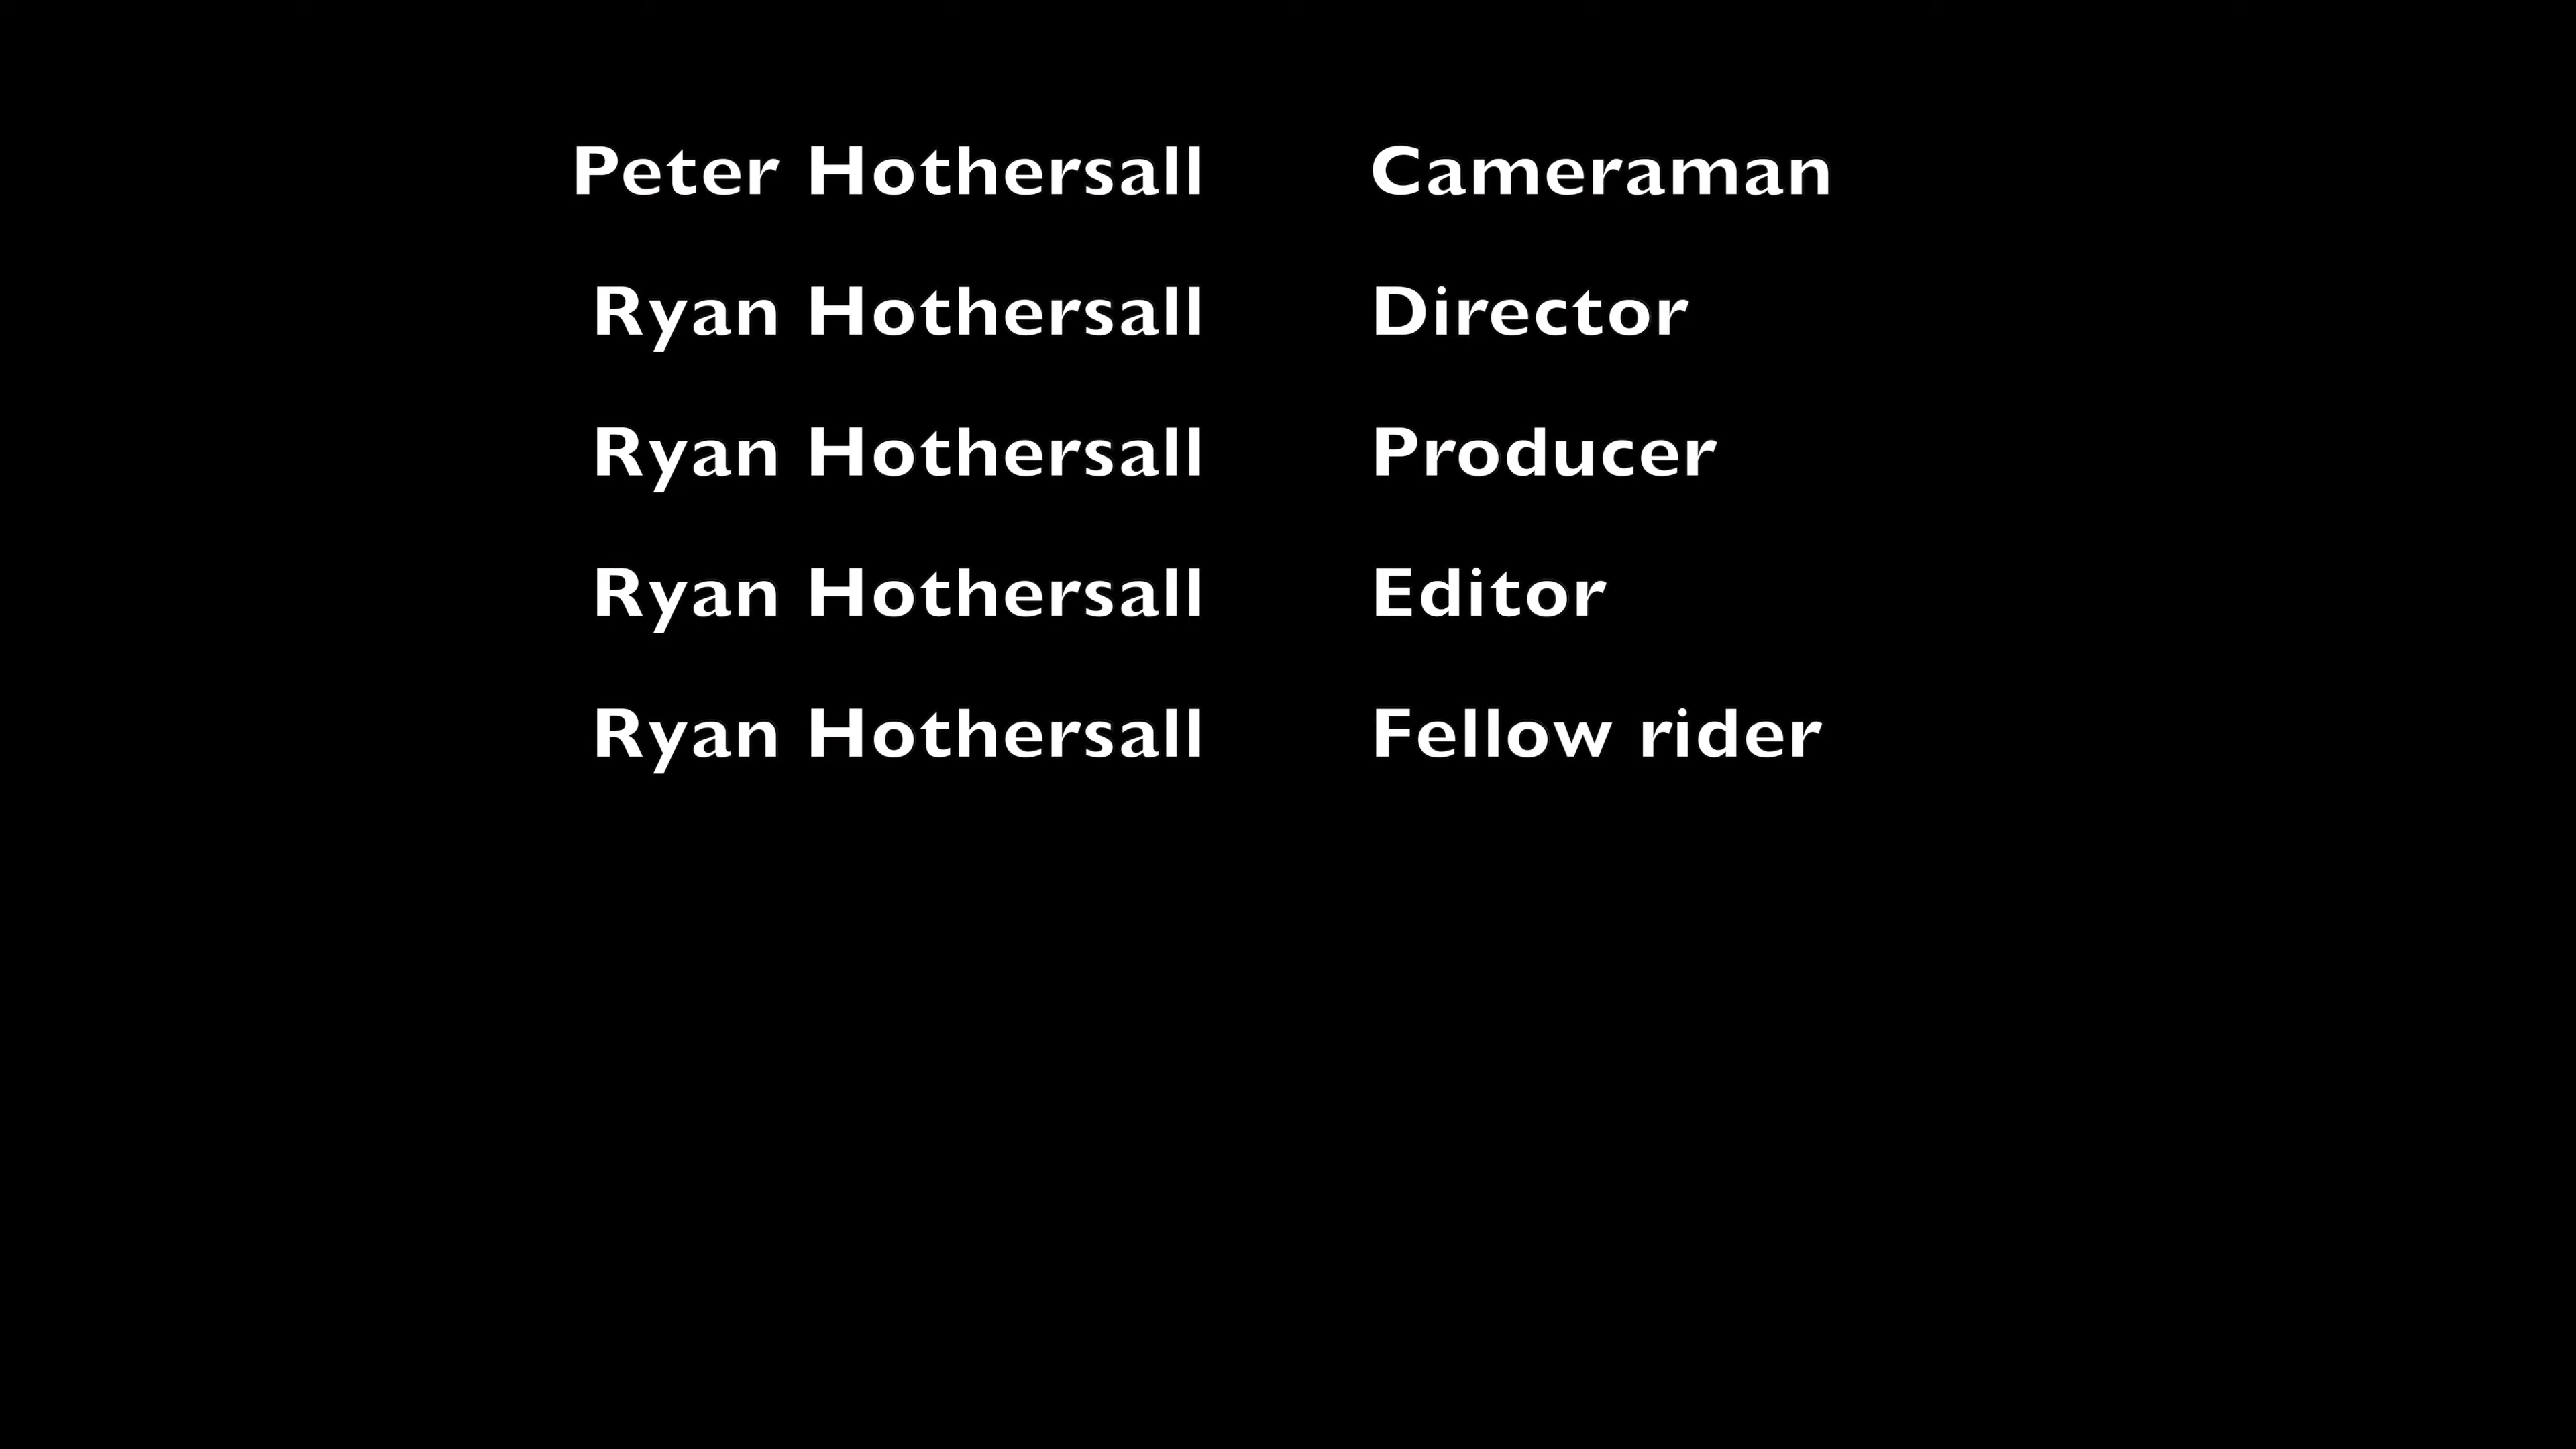 Peter Hothersall Cameraman
Ryan Hothersall Director
Ryan Hothersall Producer
Ryan Hothersall Editor
Ryan Hothersall Fellow rider